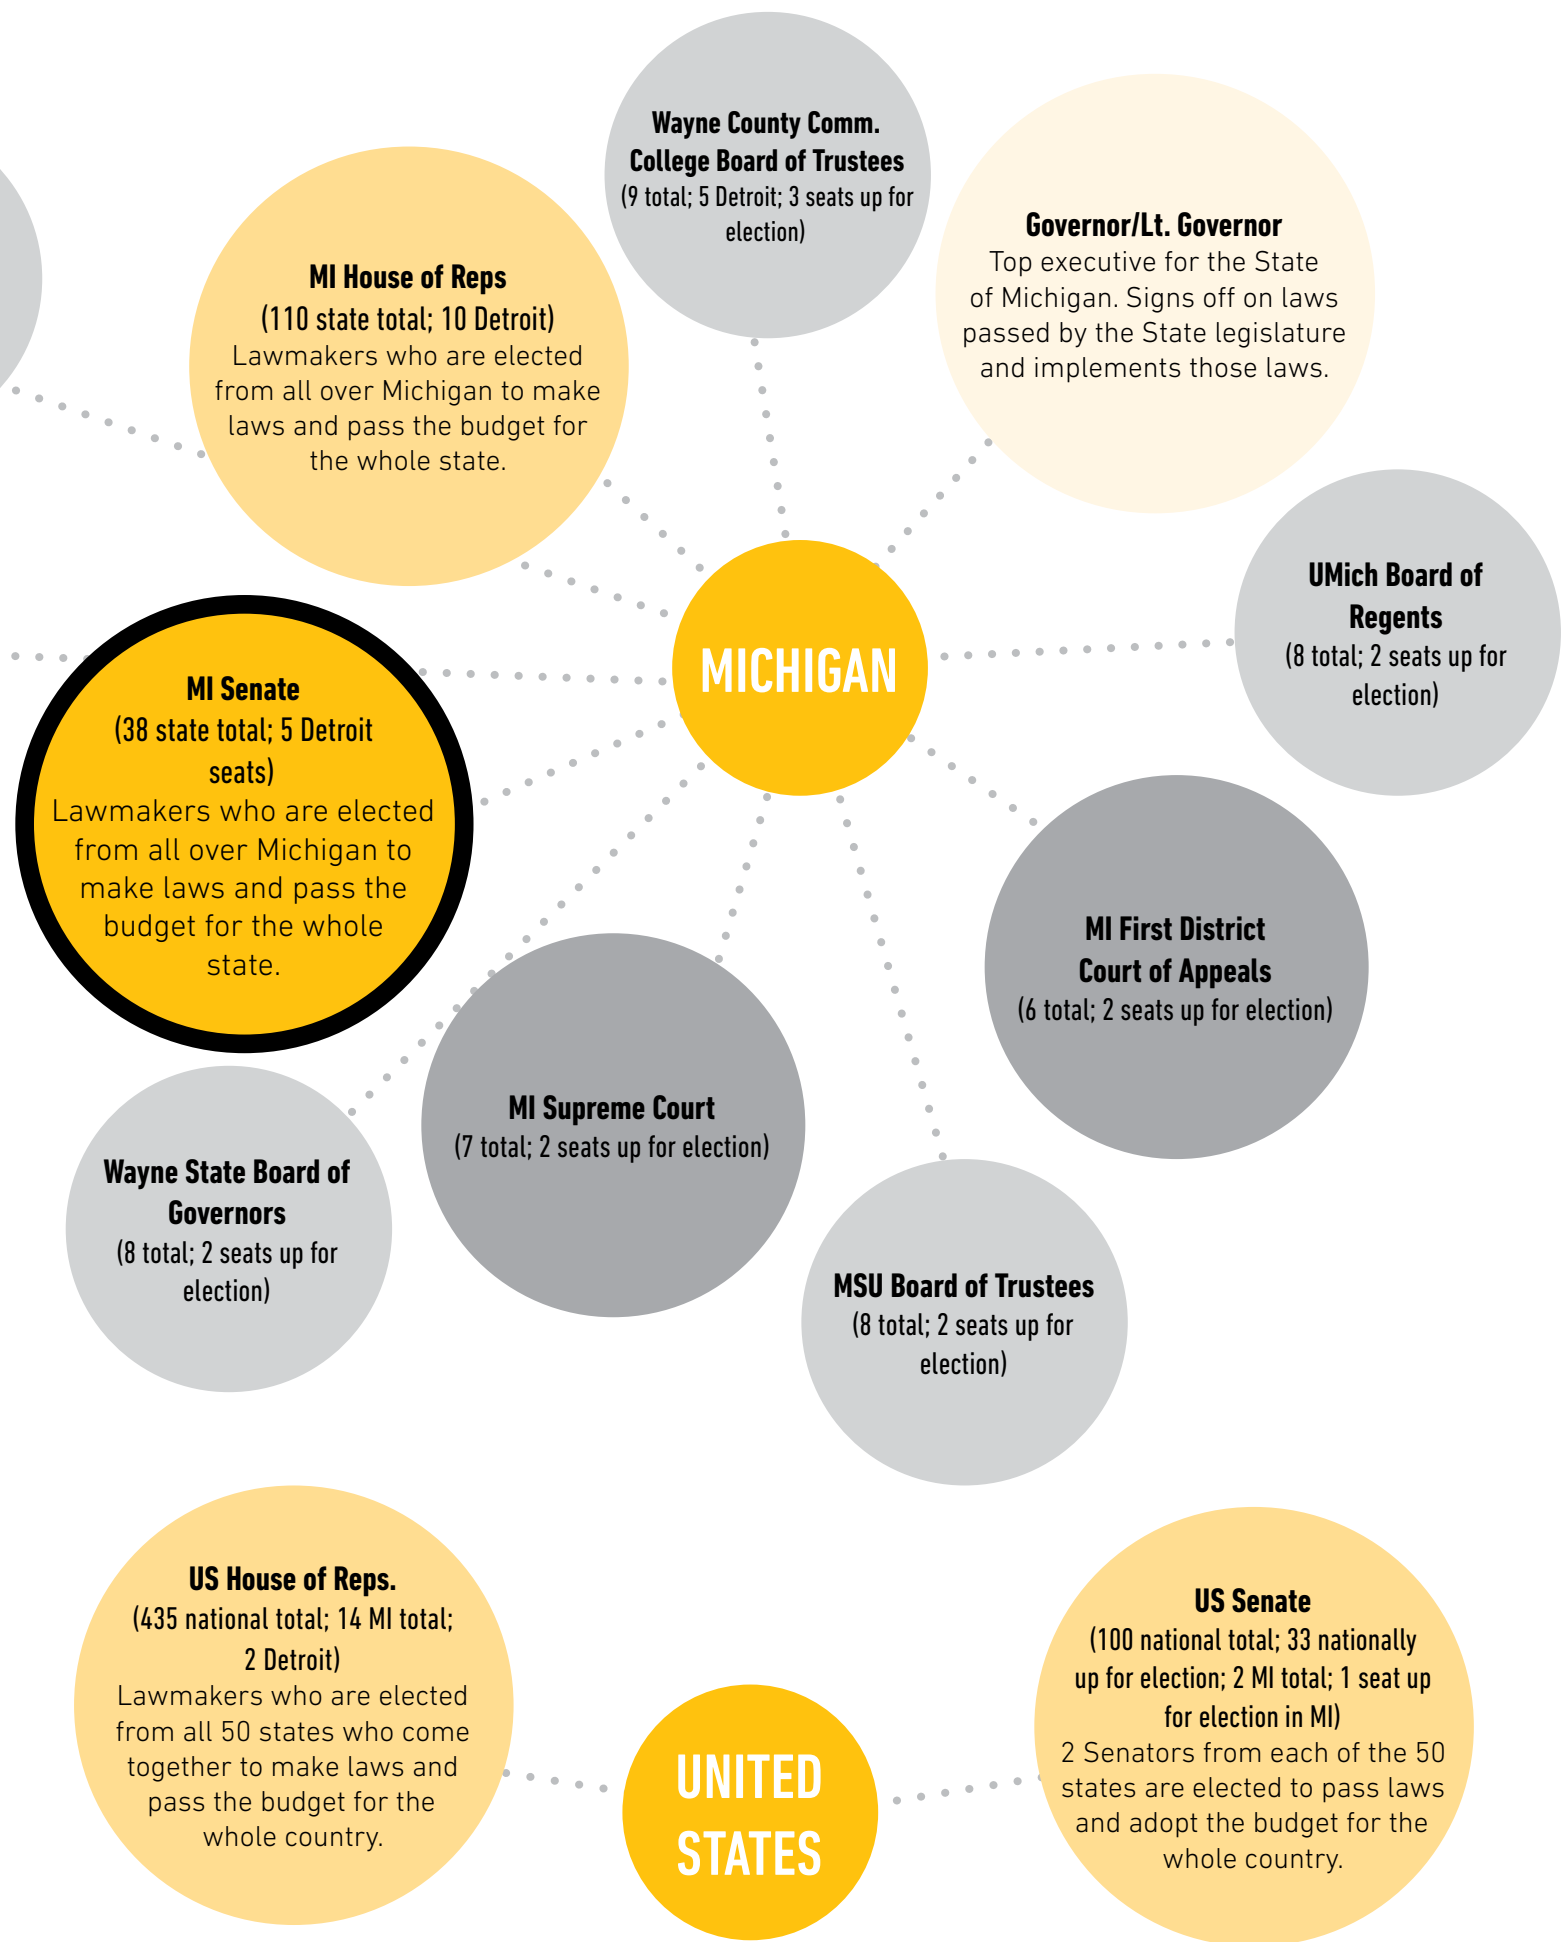 Wayne County Comm.
College Board of Trustees
(9 total; 5 Detroit; 3 seats up for
election)
Governor/Lt. Governor
Top executive for the State
of Michigan. Signs off on laws
passed by the State legislature
and implements those laws.
MI House of Reps
(110 state total; 10 Detroit)
Lawmakers who are elected
from all over Michigan to make
laws and pass the budget for
the whole state.
UMich Board of
Regents
(8 total; 2 seats up for
election)
MICHIGAN
MI Senate
(38 state total; 5 Detroit
seats)
Lawmakers who are elected
from all over Michigan to
make laws and pass the
budget for the whole
state.
MI First District
Court of Appeals
(6 total; 2 seats up for election)
MI Supreme Court
(7 total; 2 seats up for election)
Wayne State Board of
Governors
(8 total; 2 seats up for
election)
MSU Board of Trustees
(8 total; 2 seats up for
election)
US House of Reps.
(435 national total; 14 MI total;
2 Detroit)
Lawmakers who are elected
from all 50 states who come
together to make laws and
pass the budget for the
whole country.
UNITED
STATES
US Senate
(100 national total; 33 nationally
up for election; 2 MI total; 1 seat up
for election in MI)
2 Senators from each of the 50
states are elected to pass laws
and adopt the budget for the
whole country.